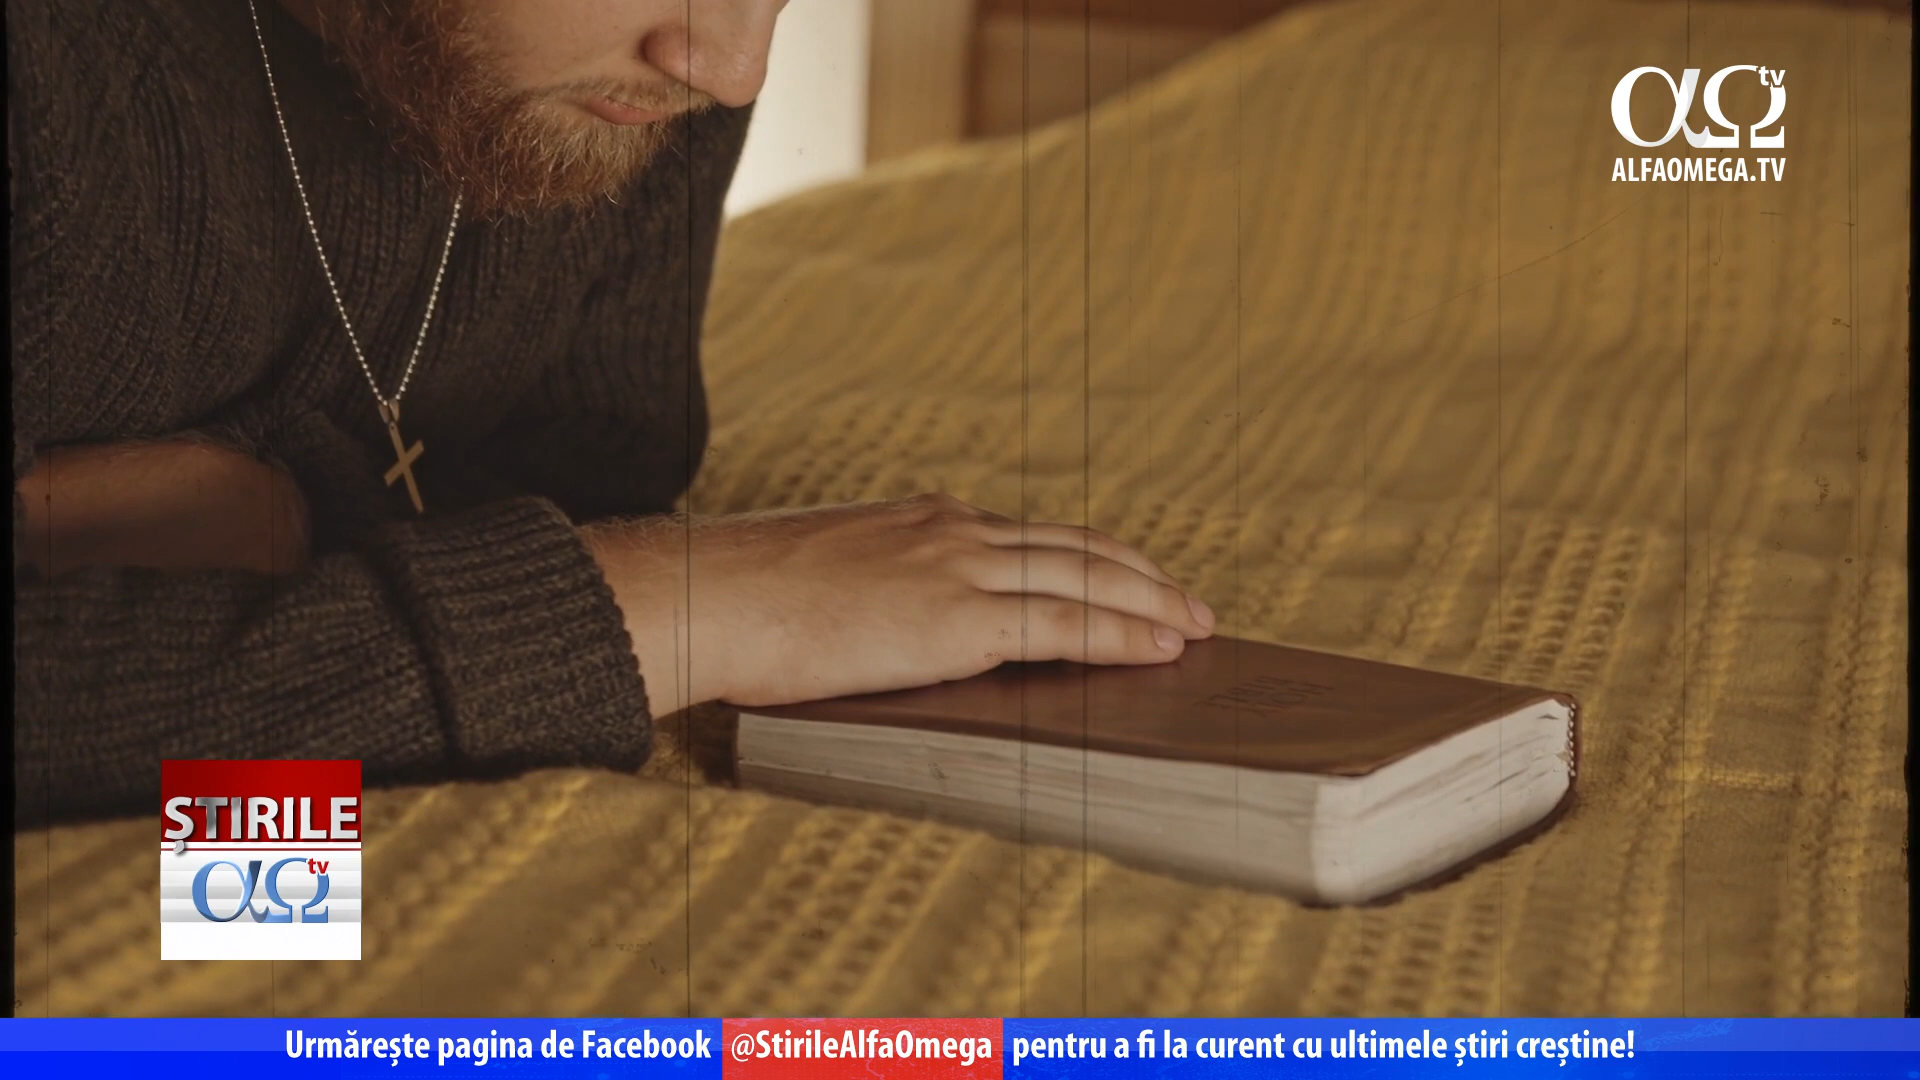 αΩ tv
ALFAOMEGA.TV
ȘTIRILE
αΩ tv
Urmărește pagina de Facebook @StirileAlfaOmega pentru a fi la curent cu ultimele știri creștine!